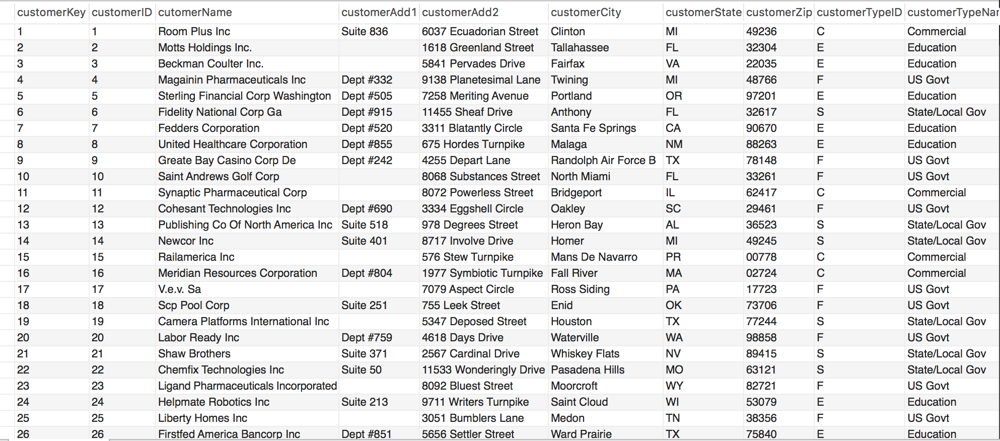 customerKey customerID cutomerName customerAdd1 customerAdd2 customerCity customerState customerZip customerTypeID customerTypeNar
1 1 Room Plus Inc Suite 836 6037 Ecuadorian Street Clinton MI 49236 C Commercial
2 2 Motts Holdings Inc. 1618 Greenland Street Tallahassee FL 32304 E Education
3 3 Beckman Coulter Inc. 5841 Pervades Drive Fairfax VA 22035 E Education
4 4 Magainin Pharmaceuticals Inc Dept #332 9138 Planetesimal Lane Twining MI 48766 F US Govt
5 5 Sterling Financial Corp Washington Dept #505 7258 Meriting Avenue Portland OR 97201 E Education
6 6 Fidelity National Corp Ga Dept #915 11455 Sheaf Drive Anthony FL 32617 S State/Local Gov
7 7 Fedders Corporation Dept #520 3311 Blatantly Circle Santa Fe Springs CA 90670 E Education
8 8 United Healthcare Corporation Dept #855 675 Hordes Turnpike Malaga NM 88263 E Education
9 9 Greate Bay Casino Corp De Dept #242 4255 Depart Lane Randolph Air Force B TX 78148 F US Govt
10 10 Saint Andrews Golf Corp 8068 Substances Street North Miami FL 33261 F US Govt
11 11 Synaptic Pharmaceutical Corp 8072 Powerless Street Bridgeport IL 62417 C Commercial
12 12 Cohesant Technologies Inc Dept #690 3334 Eggshell Circle Oakley SC 29461 F US Govt
13 13 Publishing Co Of North America Inc Suite 518 978 Degrees Street Heron Bay AL 36523 S State/Local Gov
14 14 Newcor Inc Suite 401 8717 Involve Drive Homer MI 49245 S State/Local Gov
15 15 Railamerica Inc 576 Stew Turnpike Mans De Navarro PR 00778 C Commercial
16 16 Meridian Resources Corporation Dept #804 1977 Symbiotic Turnpike Fall River MA 02724 C Commercial
17 17 V.e.v. Sa 7079 Aspect Circle Ross Siding PA 17723 F US Govt
18 18 Scp Pool Corp Suite 251 755 Leek Street Enid OK 73706 F US Govt
19 19 Camera Platforms International Inc 5347 Deposed Street Houston TX 77244 S State/Local Gov
20 20 Labor Ready Inc Dept #759 4618 Days Drive Waterville WA 98858 F US Govt
21 21 Shaw Brothers Suite 371 2567 Cardinal Drive Whiskey Flats NV 89415 S State/Local Gov
22 22 Chemfix Technologies Inc Suite 50 11533 Wonderingly Drive Pasadena Hills MO 63121 S State/Local Gov
23 23 Ligand Pharmaceuticals Incorporated 8092 Bluest Street Moorcroft WY 82721 F US Govt
24 24 Helpmate Robotics Inc Suite 213 9711 Writers Turnpike Saint Cloud WI 53079 E Education
25 25 Liberty Homes Inc 3051 Bumblers Lane Medon TN 38356 F US Govt
26 26 Firstfed America Bancorp Inc Dept #851 5656 Settler Street Ward Prairie TX 75840 E Education